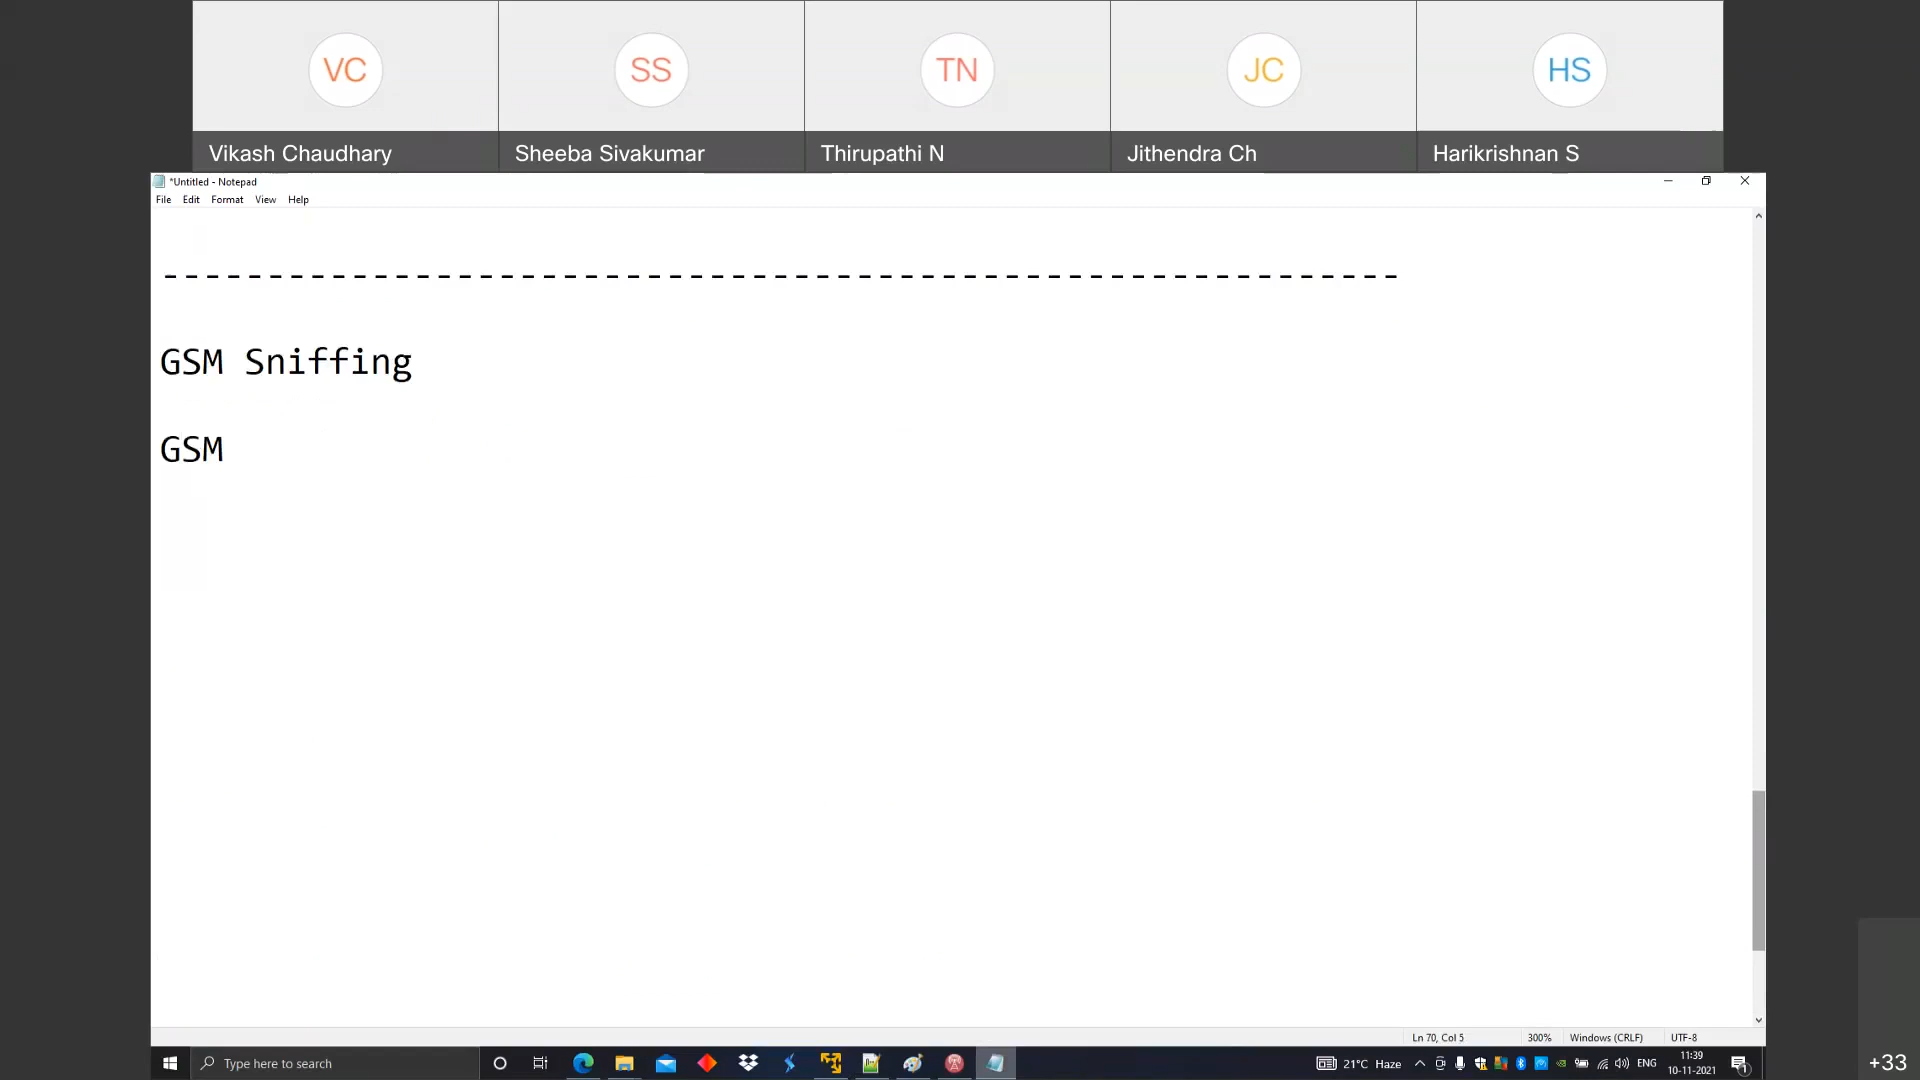 VC SS TN JC HS
Vikash Chaudhary Sheeba Sivakumar Thirupathi N Jithendra Ch Harikrishnan S
*Untitled - Notepad
File Edit Format View Help
-----------------------------------------------------------
GSM Sniffing
GSM
Ln 70, Col 5 300% Windows (CRLF) UTF-8
Type here to search 21°C Haze ENG 11:39
10-11-2021 1
+33